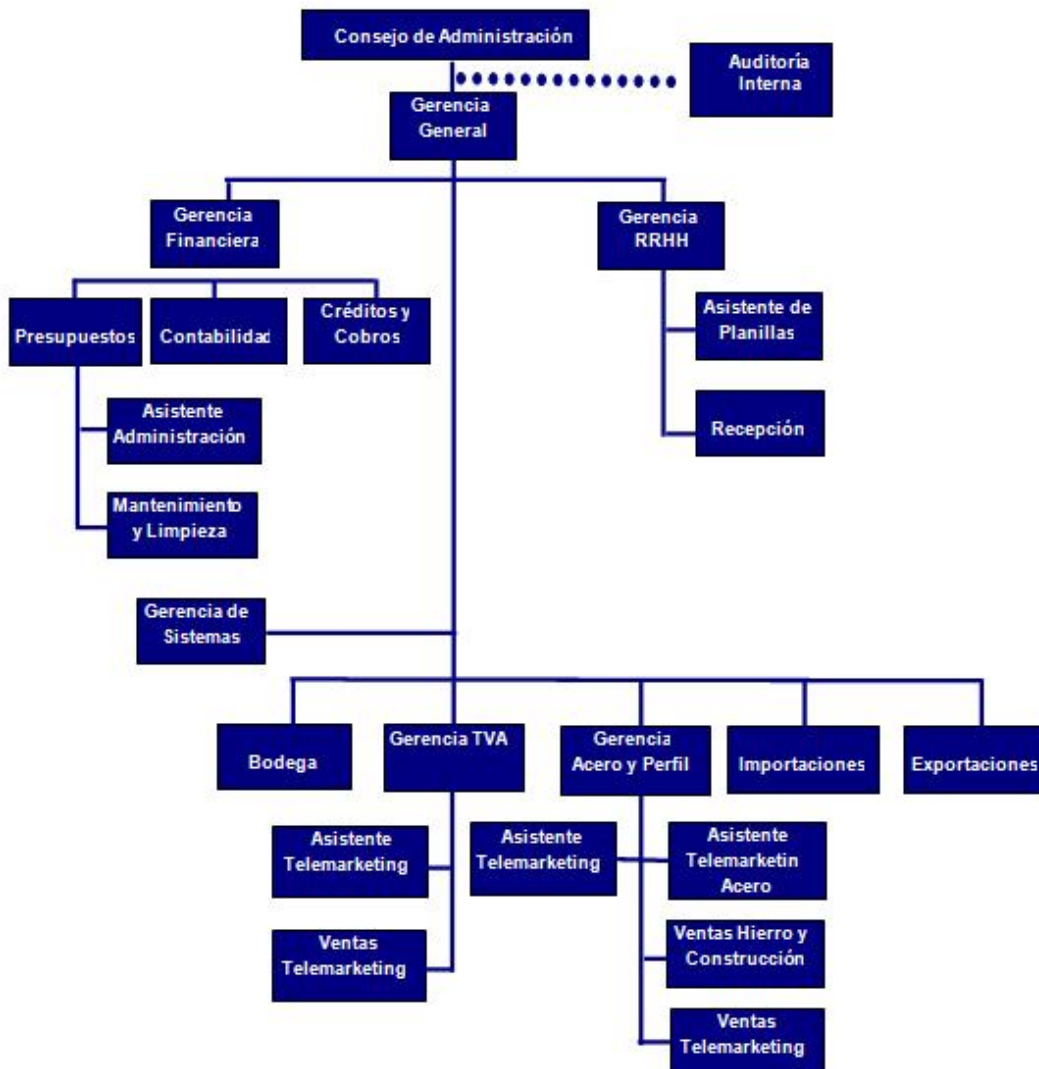 Consejo de Administración
Auditoría
Interna
Gerencia
General
Gerencia
Financiera
Gerencia
RRHH
Presupuestos
Contabilidad
Créditos y
Cobros
Asistente de
Planillas
Asistente
Administración
Recepción
Mantenimiento
y Limpieza
Gerencia de
Sistemas
Bodega
Gerencia TVA
Gerencia
Acero y Perfil
Importaciones
Exportaciones
Asistente
Telemarketing
Asistente
Telemarketing
Asistente
Telemarketin
Acero
Ventas
Telemarketing
Ventas Hierro y
Construcción
Ventas
Telemarketing